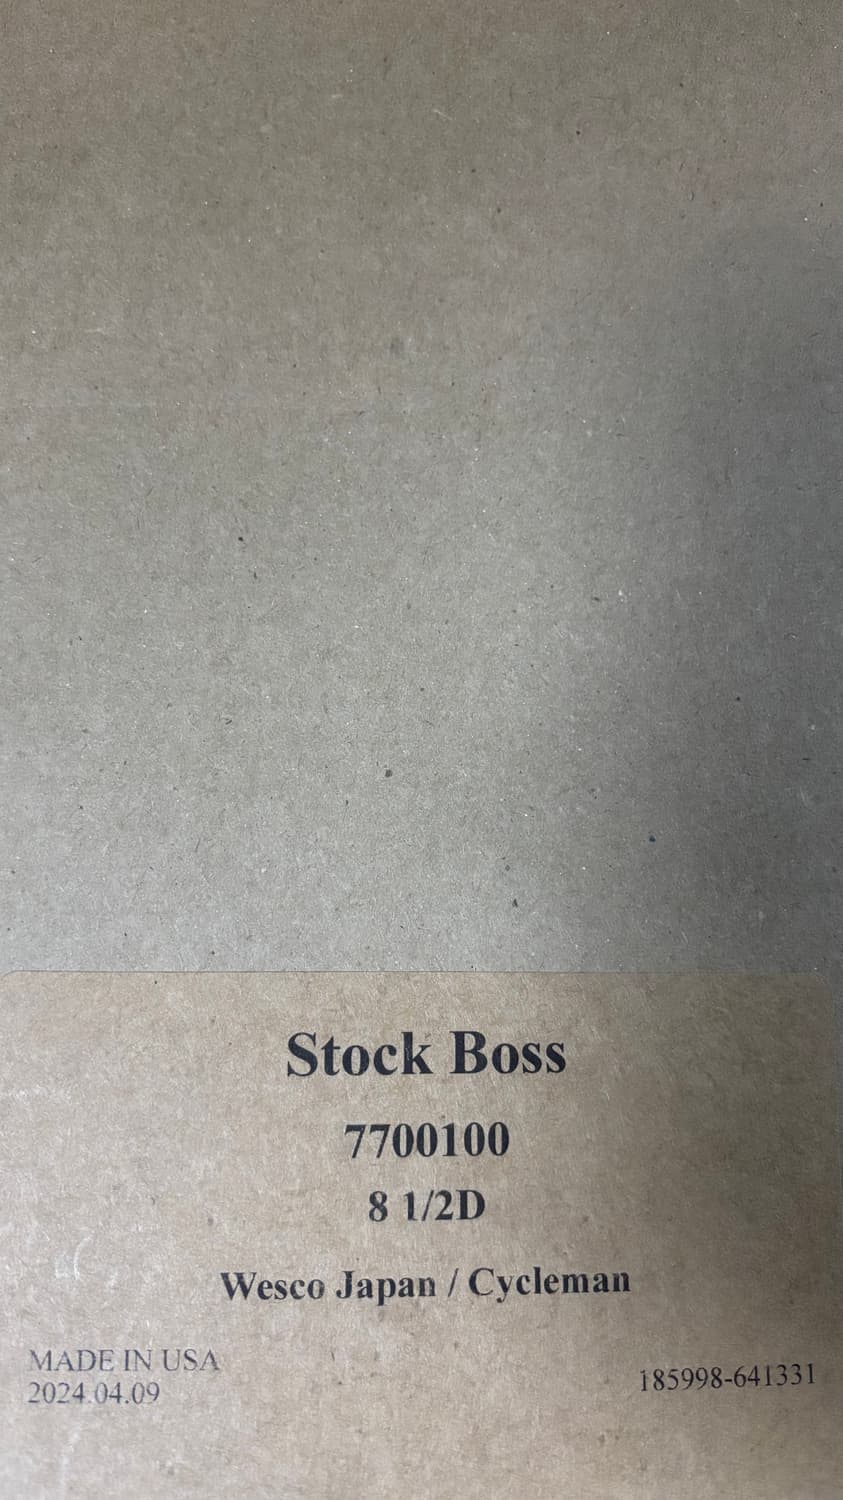 Stock Boss
7700100
8 1/2D
Wesco Japan / Cycleman
MADE IN USA
2024.04.09
185998-641331